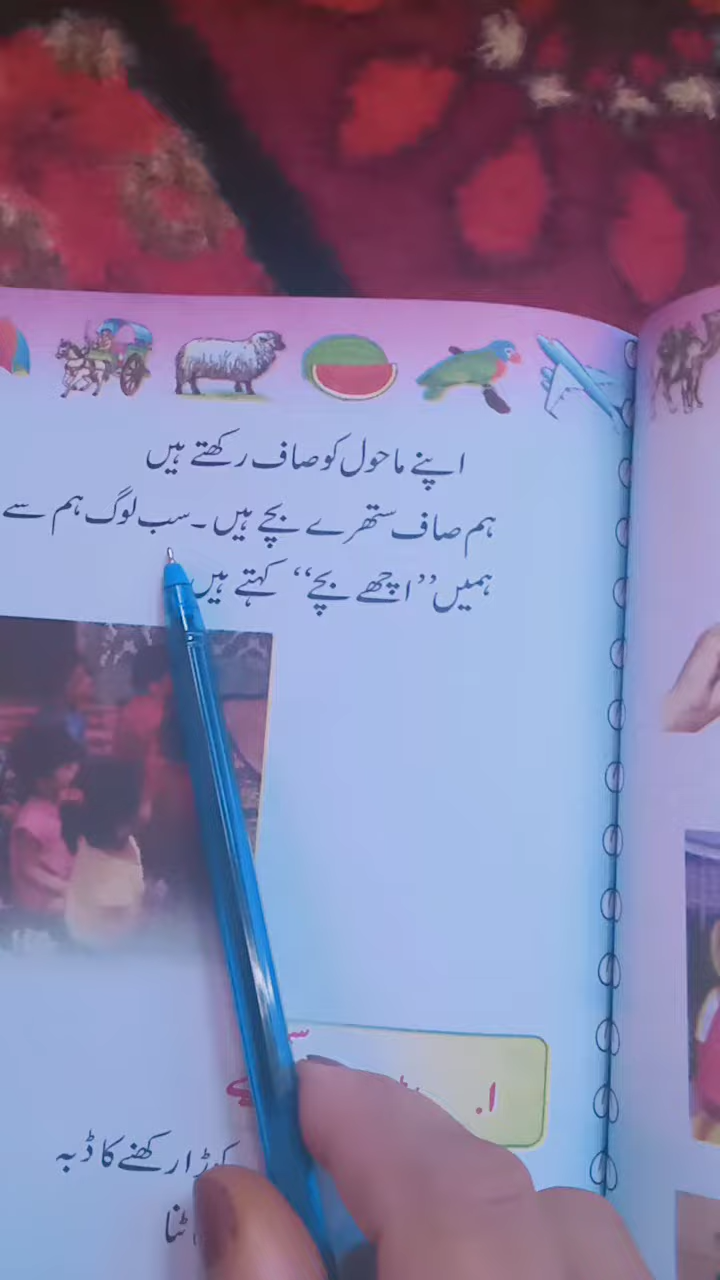 اپنے ماحول کو صاف رکھتے ہیں
ہم صاف ستھرے بچے ہیں۔ سب لوگ ہم سے
ہمیں ”اچھے بچے“ کہتے ہیں
۱۔
کوڑا رکھنے کا ڈبہ